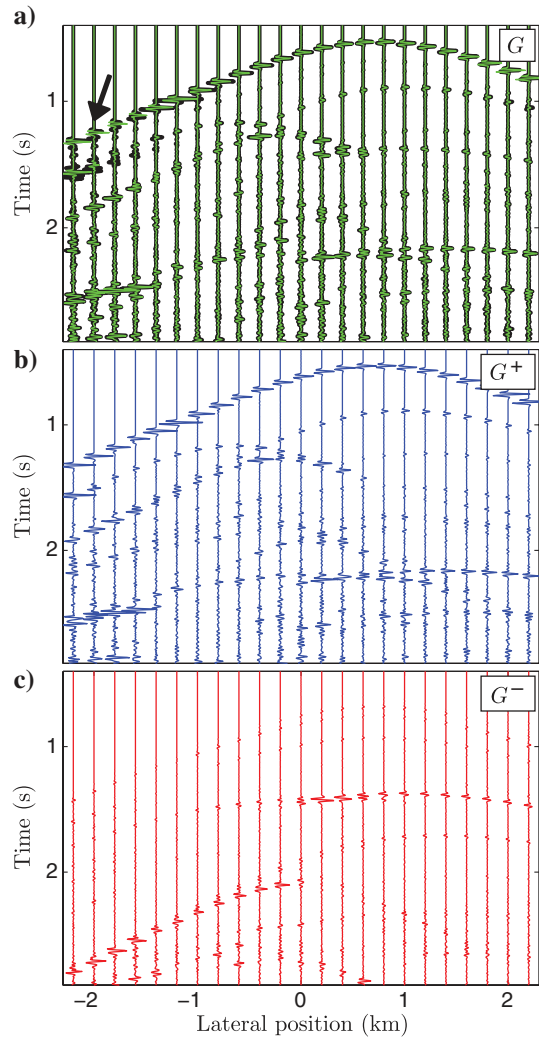 a)
G
1
Time (s)
2
b)
G⁺
1
Time (s)
2
c)
G⁻
1
Time (s)
2
−2 −1 0 1 2
Lateral position (km)